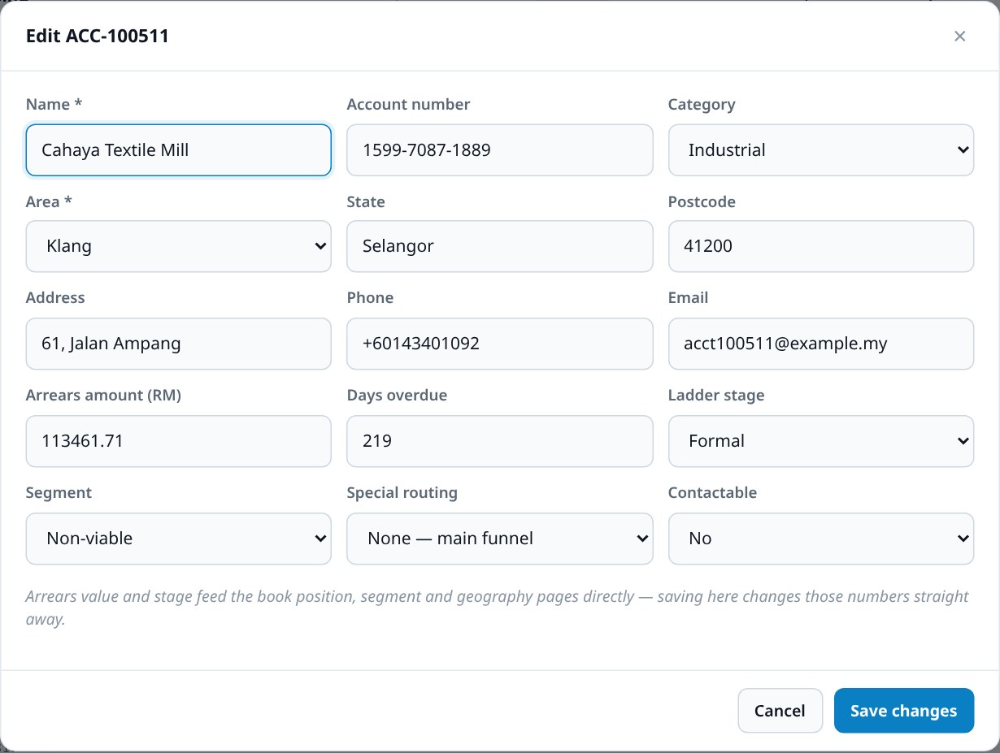 Edit ACC-100511
×
Name *
Account number
Category
Cahaya Textile Mill
1599-7087-1889
Industrial
Area *
State
Postcode
Klang
Selangor
41200
Address
Phone
Email
61, Jalan Ampang
+60143401092
acct100511@example.my
Arrears amount (RM)
Days overdue
Ladder stage
113461.71
219
Formal
Segment
Special routing
Contactable
Non-viable
None — main funnel
No
Arrears value and stage feed the book position, segment and geography pages directly — saving here changes those numbers straight
away.
Cancel
Save changes